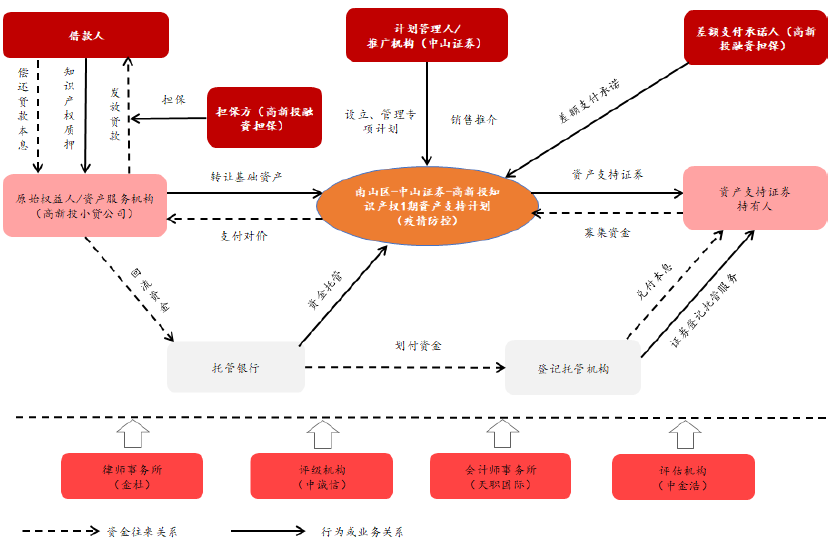 借款人
计划管理人/
推广机构（中山证券）
差额支付承诺人（高新
投融资担保）
偿还贷款本息
知识产权质押
发放贷款
担保
担保方（高新投融
资担保）
设立、管理专
项计划
销售推介
差额支付承诺
原始权益人/资产服务机构
（高新投小贷公司）
转让基础资产
支付对价
南山区-中山证券-高新投知
识产权1期资产支持计划
（疫情防控）
资产支持证券
募集资金
资产支持证券
持有人
回流资金
资金托管
兑付本息
证券登记托管服务
托管银行
划付资金
登记托管机构
律师事务所
（金杜）
评级机构
（中诚信）
会计师事务所
（天职国际）
评估机构
（中金浩）
资金往来关系
行为或业务关系